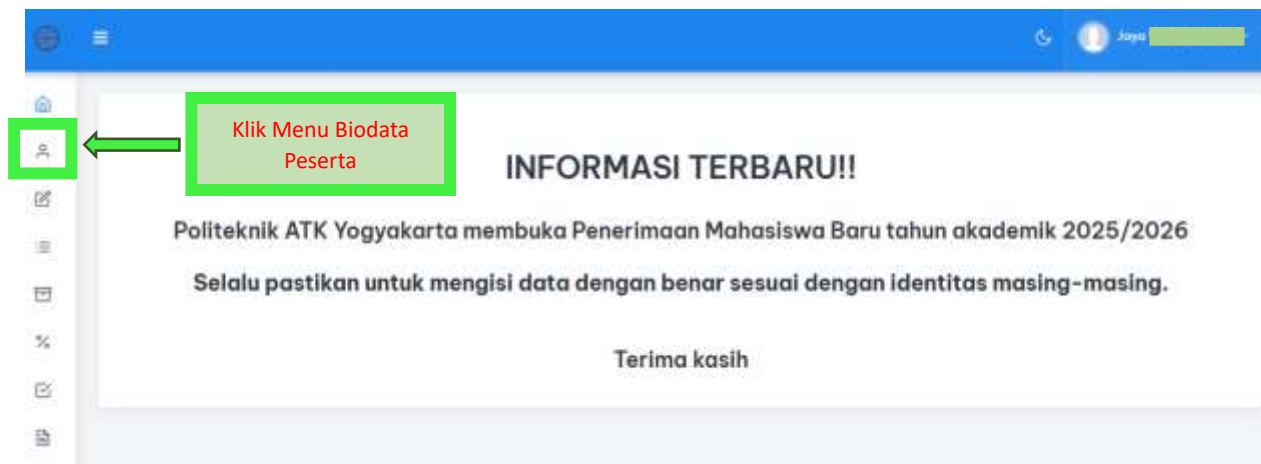 Jaya
Klik Menu Biodata
Peserta
INFORMASI TERBARU!!
Politeknik ATK Yogyakarta membuka Penerimaan Mahasiswa Baru tahun akademik 2025/2026
Selalu pastikan untuk mengisi data dengan benar sesuai dengan identitas masing-masing.
Terima kasih